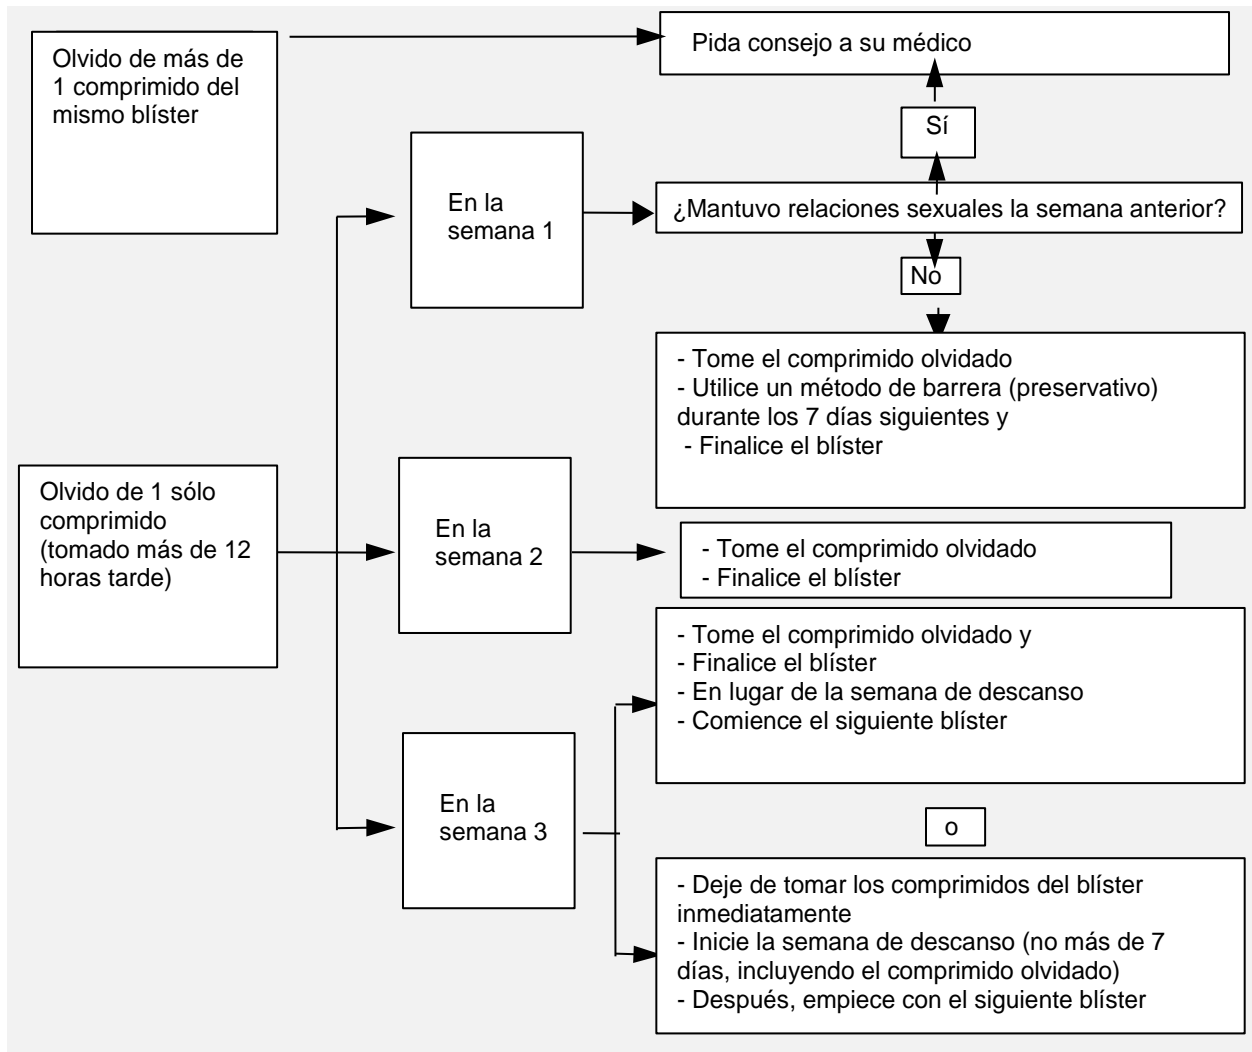 Olvido de más de
1 comprimido del
mismo blíster
Pida consejo a su médico
Sí
En la
semana 1
¿Mantuvo relaciones sexuales la semana anterior?
No
- Tome el comprimido olvidado
- Utilice un método de barrera (preservativo)
durante los 7 días siguientes y
- Finalice el blíster
Olvido de 1 sólo
comprimido
(tomado más de 12
horas tarde)
En la
semana 2
- Tome el comprimido olvidado
- Finalice el blíster
- Tome el comprimido olvidado y
- Finalice el blíster
- En lugar de la semana de descanso
- Comience el siguiente blíster
En la
semana 3
o
- Deje de tomar los comprimidos del blíster
inmediatamente
- Inicie la semana de descanso (no más de 7
días, incluyendo el comprimido olvidado)
- Después, empiece con el siguiente blíster